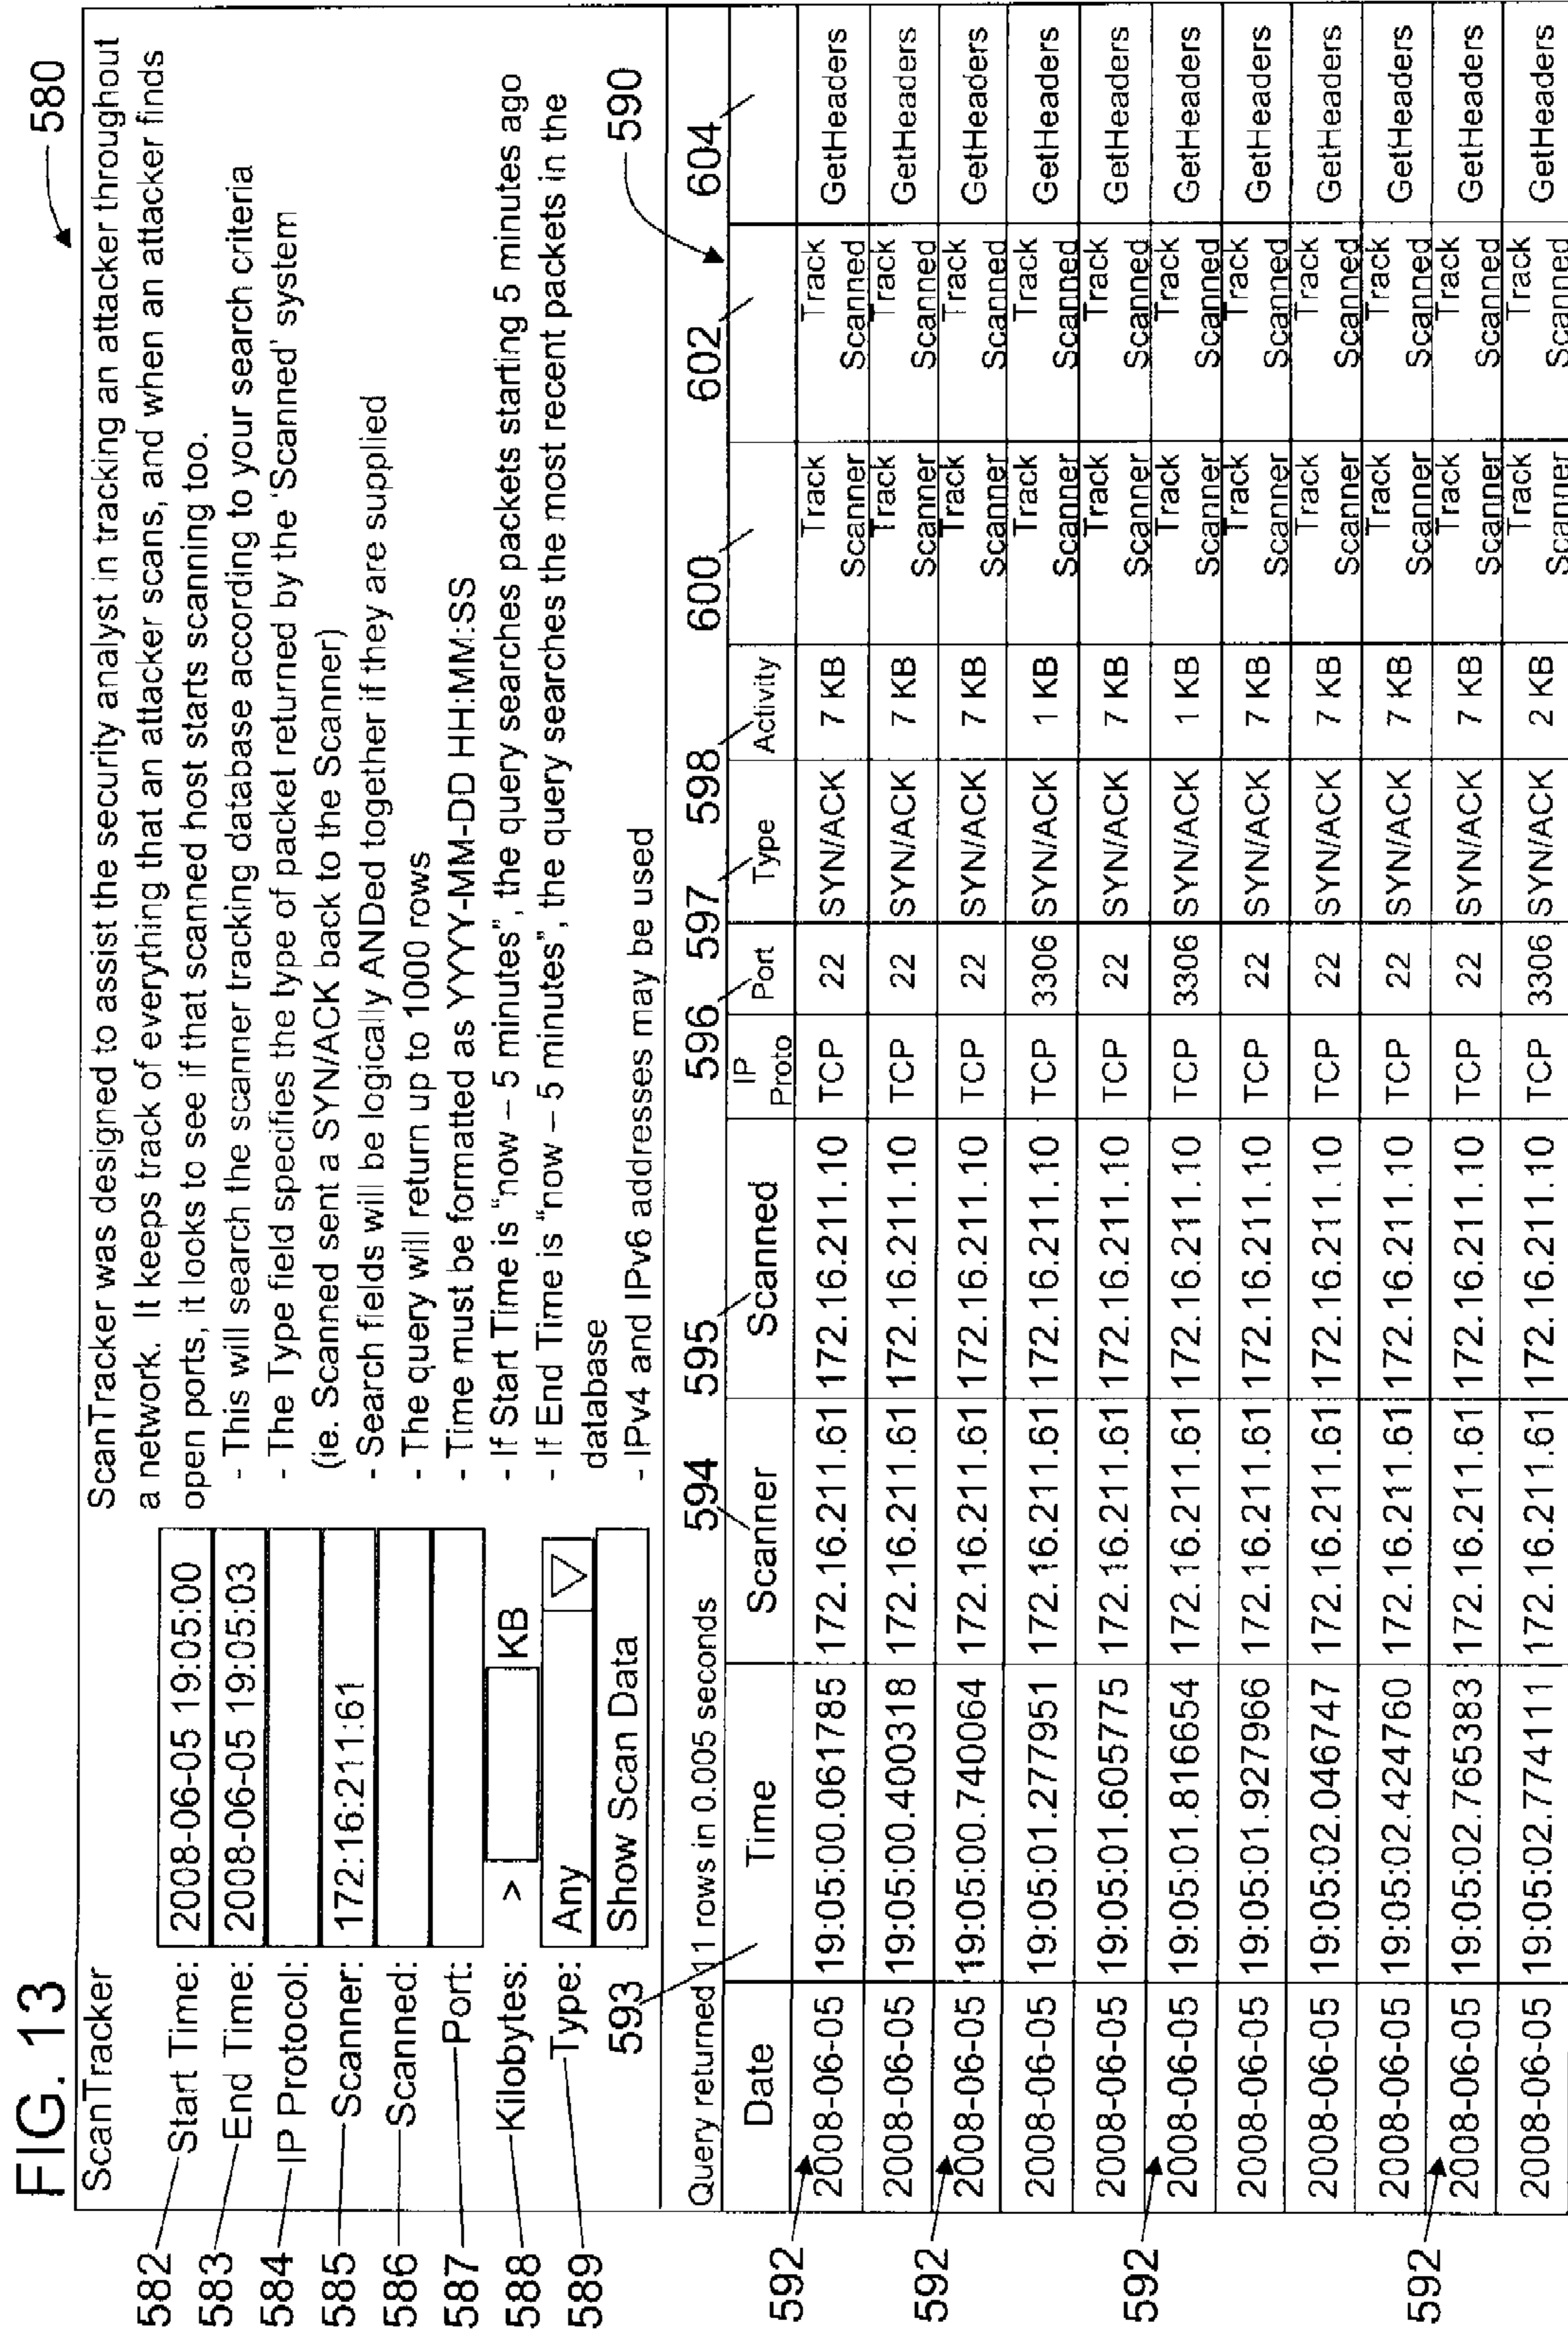 FIG. 13
580
ScanTracker
582 Start Time: 2008-06-05 19:05:00
583 End Time: 2008-06-05 19:05:03
584 IP Protocol:
585 Scanner: 172:16:211:61
586 Scanned:
587 Port:
588 Kilobytes: > KB
589 Type: Any
Show Scan Data
ScanTracker was designed to assist the security analyst in tracking an attacker throughout
a network. It keeps track of everything that an attacker scans, and when an attacker finds
open ports, it looks to see if that scanned host starts scanning too.
- This will search the scanner tracking database according to your search criteria
- The Type field specifies the type of packet returned by the 'Scanned' system
(ie. Scanned sent a SYN/ACK back to the Scanner)
- Search fields will be logically ANDed together if they are supplied
- The query will return up to 1000 rows
- Time must be formatted as YYYY-MM-DD HH:MM:SS
- If Start Time is "now – 5 minutes", the query searches packets starting 5 minutes ago
- If End Time is "now – 5 minutes", the query searches the most recent packets in the
database
- IPv4 and IPv6 addresses may be used
590
Query returned 11 rows in 0.005 seconds
593 594 595 596 597 598 600 602 604
Date Time Scanner Scanned IP Proto Port Type Activity
592 2008-06-05 19:05:00.061785 172.16.211.61 172.16.211.10 TCP 22 SYN/ACK 7 KB Track Scanner Track Scanned GetHeaders
2008-06-05 19:05:00.400318 172.16.211.61 172.16.211.10 TCP 22 SYN/ACK 7 KB Track Scanner Track Scanned GetHeaders
592 2008-06-05 19:05:00.740064 172.16.211.61 172.16.211.10 TCP 22 SYN/ACK 7 KB Track Scanner Track Scanned GetHeaders
2008-06-05 19:05:01.277951 172.16.211.61 172.16.211.10 TCP 3306 SYN/ACK 1 KB Track Scanner Track Scanned GetHeaders
2008-06-05 19:05:01.605775 172.16.211.61 172.16.211.10 TCP 22 SYN/ACK 7 KB Track Scanner Track Scanned GetHeaders
592 2008-06-05 19:05:01.816654 172.16.211.61 172.16.211.10 TCP 3306 SYN/ACK 1 KB Track Scanner Track Scanned GetHeaders
2008-06-05 19:05:01.927966 172.16.211.61 172.16.211.10 TCP 22 SYN/ACK 7 KB Track Scanner Track Scanned GetHeaders
2008-06-05 19:05:02.046747 172.16.211.61 172.16.211.10 TCP 22 SYN/ACK 7 KB Track Scanner Track Scanned GetHeaders
2008-06-05 19:05:02.424760 172.16.211.61 172.16.211.10 TCP 22 SYN/ACK 7 KB Track Scanner Track Scanned GetHeaders
592 2008-06-05 19:05:02.765383 172.16.211.61 172.16.211.10 TCP 22 SYN/ACK 7 KB Track Scanner Track Scanned GetHeaders
2008-06-05 19:05:02.774111 172.16.211.61 172.16.211.10 TCP 3306 SYN/ACK 2 KB Track Scanner Track Scanned GetHeaders